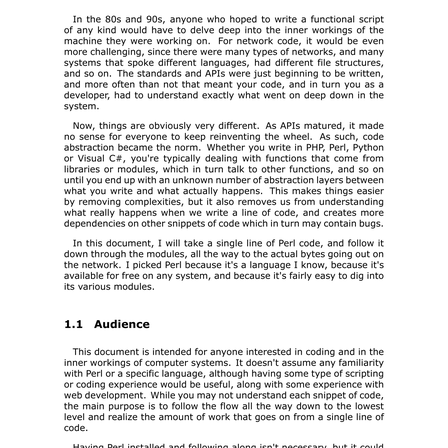 In the 80s and 90s, anyone who hoped to write a functional script
of any kind would have to delve deep into the inner workings of the
machine they were working on. For network code, it would be even
more challenging, since there were many types of networks, and many
systems that spoke different languages, had different file structures,
and so on. The standards and APIs were just beginning to be written,
and more often than not that meant your code, and in turn you as a
developer, had to understand exactly what went on deep down in the
system.
Now, things are obviously very different. As APIs matured, it made
no sense for everyone to keep reinventing the wheel. As such, code
abstraction became the norm. Whether you write in PHP, Perl, Python
or Visual C#, you're typically dealing with functions that come from
libraries or modules, which in turn talk to other functions, and so on
until you end up with an unknown number of abstraction layers between
what you write and what actually happens. This makes things easier
by removing complexities, but it also removes us from understanding
what really happens when we write a line of code, and creates more
dependencies on other snippets of code which in turn may contain bugs.
In this document, I will take a single line of Perl code, and follow it
down through the modules, all the way to the actual bytes going out on
the network. I picked Perl because it's a language I know, because it's
available for free on any system, and because it's fairly easy to dig into
its various modules.
1.1 Audience
This document is intended for anyone interested in coding and in the
inner workings of computer systems. It doesn't assume any familiarity
with Perl or a specific language, although having some type of scripting
or coding experience would be useful, along with some experience with
web development. While you may not understand each snippet of code,
the main purpose is to follow the flow all the way down to the lowest
level and realize the amount of work that goes on from a single line of
code.
Having Perl installed and following along isn't necessary, but it could